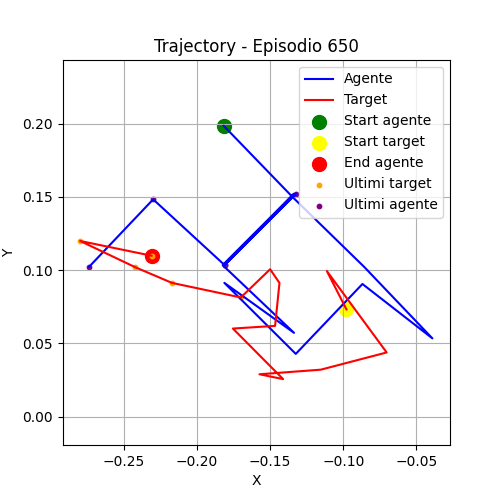 Trajectory - Episodio 650
Agente
Target
Start agente
Start target
End agente
Ultimi target
Ultimi agente
Y
0.20
0.15
0.10
0.05
0.00
−0.25
−0.20
−0.15
−0.10
−0.05
X